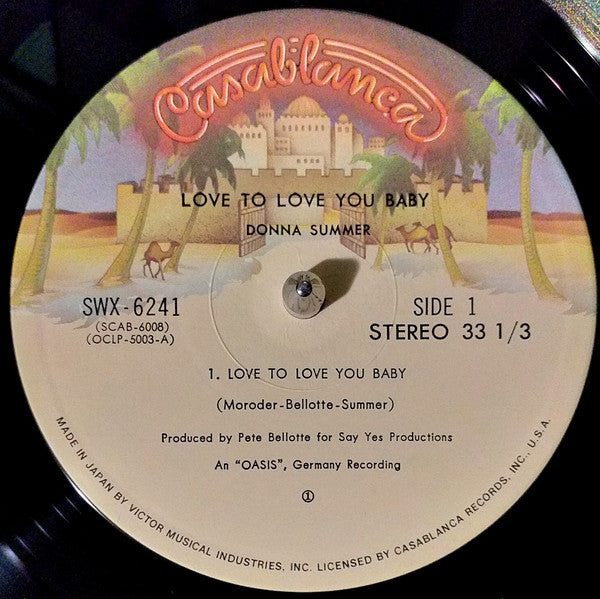 Casablanca
LOVE TO LOVE YOU BABY
DONNA SUMMER
SWX-6241
(SCAB-6008)
(OCLP-5003-A)
SIDE 1
STEREO 33 1/3
1. LOVE TO LOVE YOU BABY
(Moroder-Bellotte-Summer)
Produced by Pete Bellotte for Say Yes Productions
An "OASIS", Germany Recording
①
MADE IN JAPAN BY VICTOR MUSICAL INDUSTRIES, INC. LICENSED BY CASABLANCA RECORDS, INC., U.S.A.